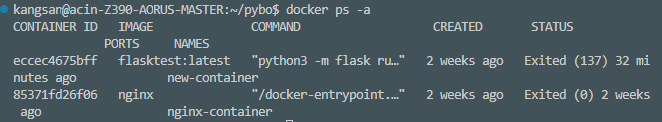 kangsan@acin-Z390-AORUS-MASTER:~/pybo$ docker ps -a
CONTAINER ID   IMAGE              COMMAND                  CREATED       STATUS
             PORTS     NAMES
eccec4675bff   flasktest:latest   "python3 -m flask ru…"   2 weeks ago   Exited (137) 32 mi
nutes ago              new-container
85371fd26f06   nginx              "/docker-entrypoint.…"   2 weeks ago   Exited (0) 2 weeks
 ago                   nginx-container